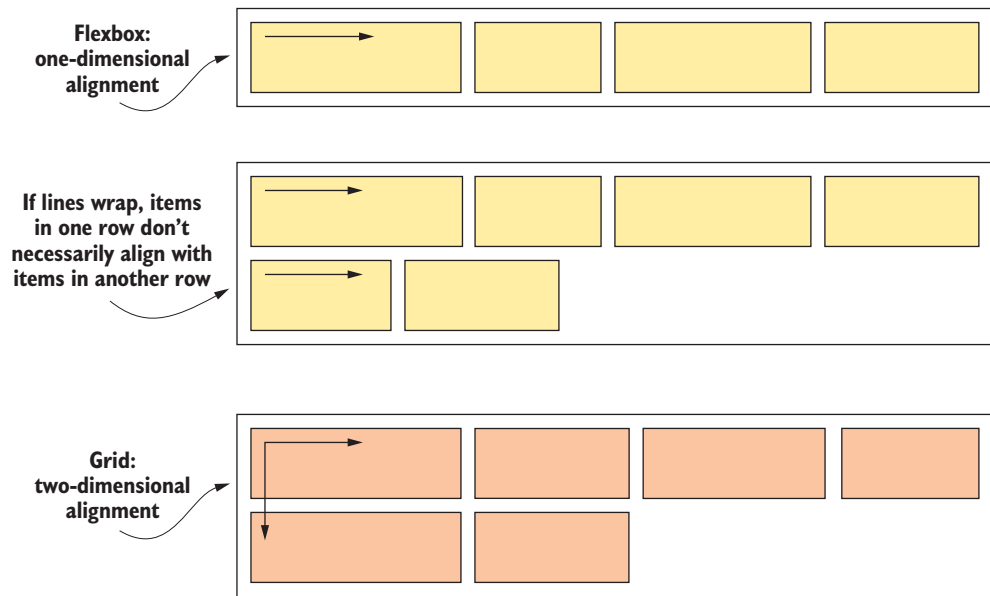 Flexbox:
one-dimensional
alignment
If lines wrap, items
in one row don’t
necessarily align with
items in another row
Grid:
two-dimensional
alignment